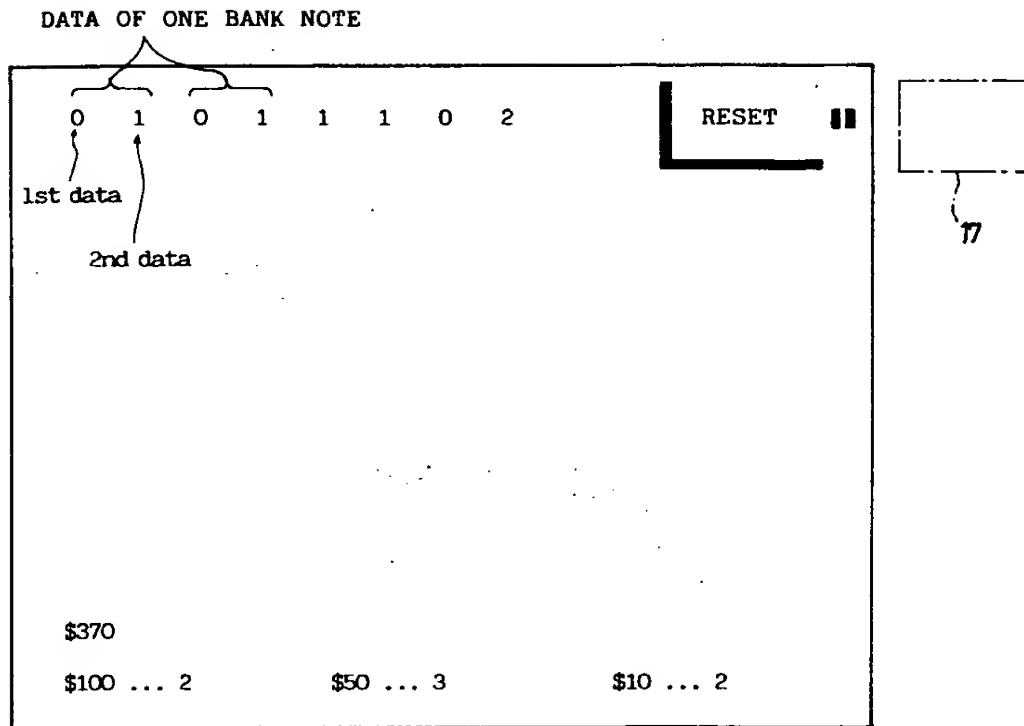 DATA OF ONE BANK NOTE
0 1 0 1 1 1 0 2 RESET
1st data
17
2nd data
$370
$100 ... 2 $50 ... 3 $10 ... 2